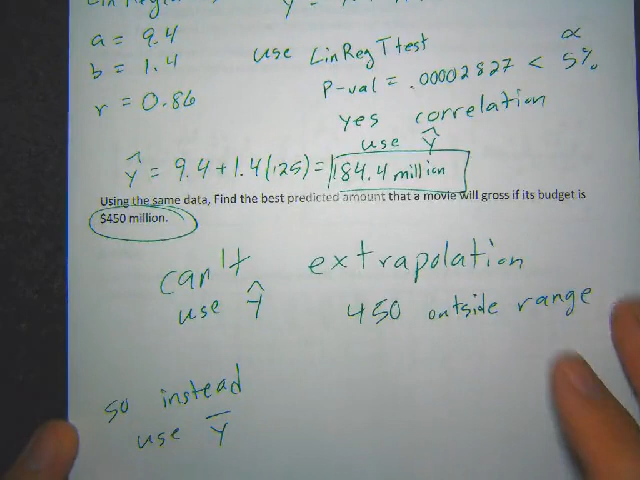 a = 9.4
b = 1.4
r = 0.86
use LinRegTtest
α
P-val = .00002827 < 5%
yes correlation
use Ŷ
Ŷ = 9.4 + 1.4(125) = 184.4 million
Using the same data, Find the best predicted amount that a movie will gross if its budget is
$450 million.
can't extrapolation
use Ŷ 450 outside range
so instead
use Y̅